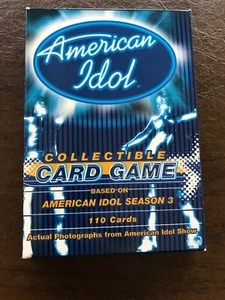 American
Idol
COLLECTIBLE
CARD GAME
BASED ON
AMERICAN IDOL SEASON 3
110 Cards
Actual Photographs from American Idol Show